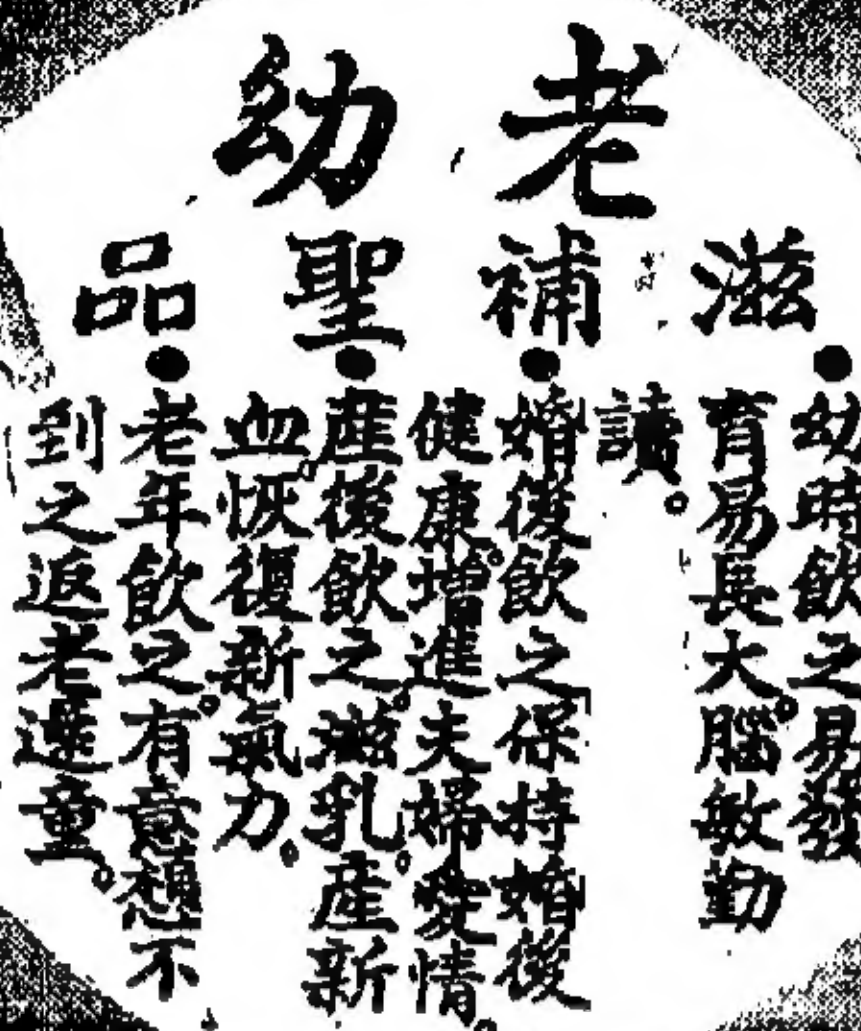 老幼
滋補聖品
●幼時飲之易發
育易長大。腦敏勤
讀。
●婚後飲之保持婚後
健康。增進夫婦愛情。
●産後飲之。滋乳。産新
血。恢復新氣力。
●老年飲之。有意想不
到之返老還童。